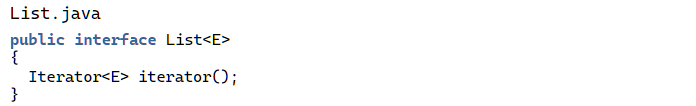 List.java
public interface List<E>
{
  Iterator<E> iterator();
}